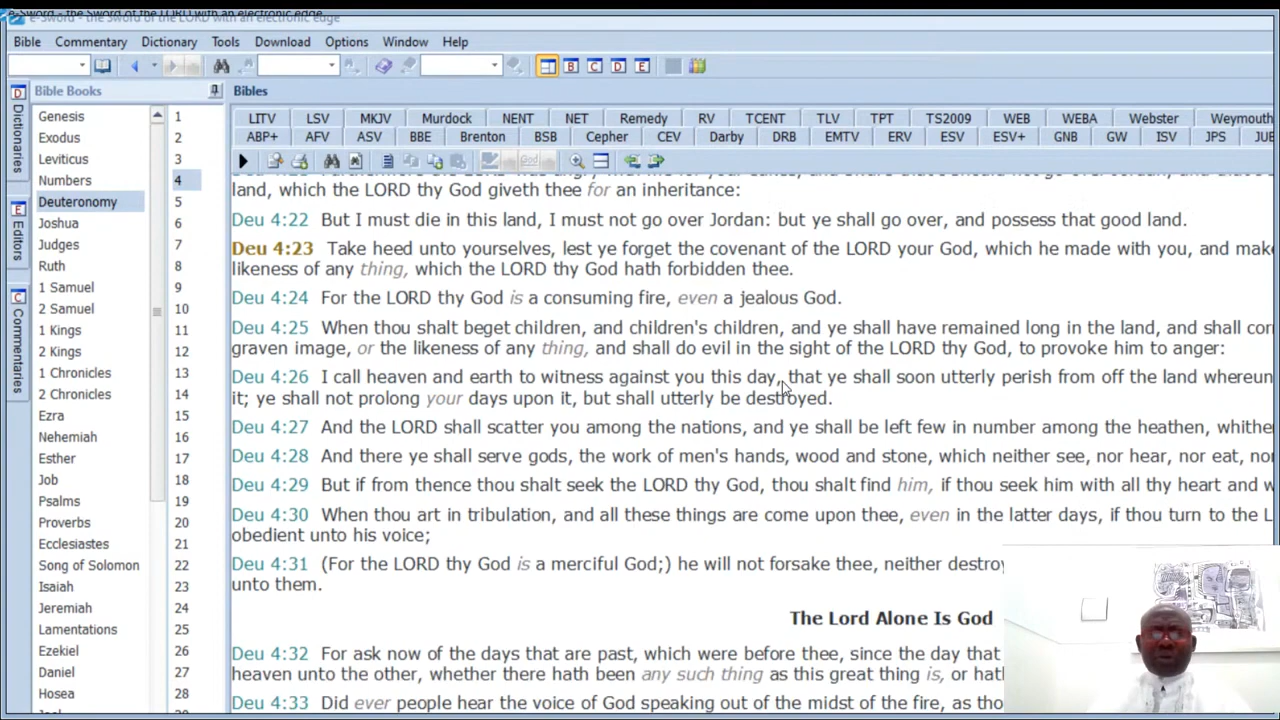 e-Sword - the Sword of the LORD with an electronic edge
Bible Commentary Dictionary Tools Download Options Window Help
B C D E
Bible Books
Bibles
D Dictionaries
E Editors
C Commentaries
Genesis 1
Exodus 2
Leviticus 3
Numbers 4
Deuteronomy 5
Joshua 6
Judges 7
Ruth 8
1 Samuel 9
2 Samuel 10
1 Kings 11
2 Kings 12
1 Chronicles 13
2 Chronicles 14
Ezra 15
Nehemiah 16
Esther 17
Job 18
Psalms 19
Proverbs 20
Ecclesiastes 21
Song of Solomon 22
Isaiah 23
Jeremiah 24
Lamentations 25
Ezekiel 26
Daniel 27
Hosea 28
LITV LSV MKJV Murdock NENT NET Remedy RV TCENT TLV TPT TS2009 WEB WEBA Webster Weymouth
ABP+ AFV ASV BBE Brenton BSB Cepher CEV Darby DRB EMTV ERV ESV ESV+ GNB GW ISV JPS JU
God
land, which the LORD thy God giveth thee for an inheritance:
Deu 4:22 But I must die in this land, I must not go over Jordan: but ye shall go over, and possess that good land.
Deu 4:23 Take heed unto yourselves, lest ye forget the covenant of the LORD your God, which he made with you, and make
likeness of any thing, which the LORD thy God hath forbidden thee.
Deu 4:24 For the LORD thy God is a consuming fire, even a jealous God.
Deu 4:25 When thou shalt beget children, and children's children, and ye shall have remained long in the land, and shall cor
graven image, or the likeness of any thing, and shall do evil in the sight of the LORD thy God, to provoke him to anger:
Deu 4:26 I call heaven and earth to witness against you this day, that ye shall soon utterly perish from off the land whereun
it; ye shall not prolong your days upon it, but shall utterly be destroyed.
Deu 4:27 And the LORD shall scatter you among the nations, and ye shall be left few in number among the heathen, whithe
Deu 4:28 And there ye shall serve gods, the work of men's hands, wood and stone, which neither see, nor hear, nor eat, nor
Deu 4:29 But if from thence thou shalt seek the LORD thy God, thou shalt find him, if thou seek him with all thy heart and w
Deu 4:30 When thou art in tribulation, and all these things are come upon thee, even in the latter days, if thou turn to the L
obedient unto his voice;
Deu 4:31 (For the LORD thy God is a merciful God;) he will not forsake thee, neither destroy
unto them.
The Lord Alone Is God
Deu 4:32 For ask now of the days that are past, which were before thee, since the day that
heaven unto the other, whether there hath been any such thing as this great thing is, or hath
Deu 4:33 Did ever people hear the voice of God speaking out of the midst of the fire, as thou